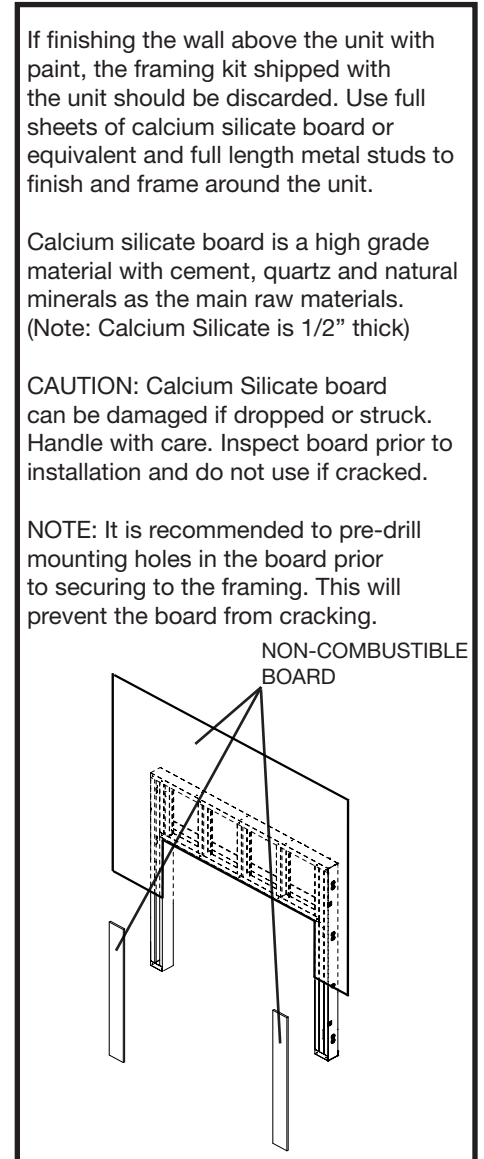 If finishing the wall above the unit with
paint, the framing kit shipped with
the unit should be discarded. Use full
sheets of calcium silicate board or
equivalent and full length metal studs to
finish and frame around the unit.
Calcium silicate board is a high grade
material with cement, quartz and natural
minerals as the main raw materials.
(Note: Calcium Silicate is 1/2” thick)
CAUTION: Calcium Silicate board
can be damaged if dropped or struck.
Handle with care. Inspect board prior to
installation and do not use if cracked.
NOTE: It is recommended to pre-drill
mounting holes in the board prior
to securing to the framing. This will
prevent the board from cracking.
NON-COMBUSTIBLE
BOARD